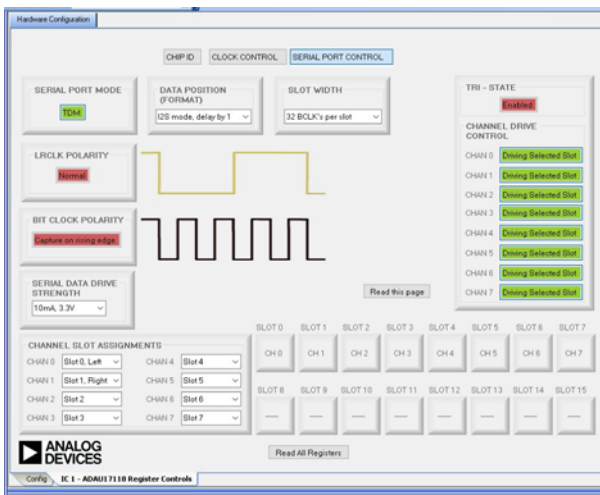 Hardware Configuration
CHIP ID
CLOCK CONTROL
SERIAL PORT CONTROL
SERIAL PORT MODE
TDM
DATA POSITION
(FORMAT)
I2S mode, delay by 1
SLOT WIDTH
32 BCLK's per slot
TRI - STATE
Enabled
CHANNEL DRIVE
CONTROL
CHAN 0 Driving Selected Slot
CHAN 1 Driving Selected Slot
CHAN 2 Driving Selected Slot
CHAN 3 Driving Selected Slot
CHAN 4 Driving Selected Slot
CHAN 5 Driving Selected Slot
CHAN 6 Driving Selected Slot
CHAN 7 Driving Selected Slot
LRCLK POLARITY
Normal
BIT CLOCK POLARITY
Capture on rising edge
SERIAL DATA DRIVE
STRENGTH
10mA, 3.3V
Read this page
CHANNEL SLOT ASSIGNMENTS
CHAN 0 Slot 0, Left CHAN 4 Slot 4
CHAN 1 Slot 1, Right CHAN 5 Slot 5
CHAN 2 Slot 2 CHAN 6 Slot 6
CHAN 3 Slot 3 CHAN 7 Slot 7
SLOT 0 SLOT 1 SLOT 2 SLOT 3 SLOT 4 SLOT 5 SLOT 6 SLOT 7
CH 0 CH 1 CH 2 CH 3 CH 4 CH 5 CH 6 CH 7
SLOT 8 SLOT 9 SLOT 10 SLOT 11 SLOT 12 SLOT 13 SLOT 14 SLOT 15
---- ---- ---- ---- ---- ---- ---- ----
ANALOG
DEVICES
Read All Registers
Config IC 1 - ADAU17118 Register Controls